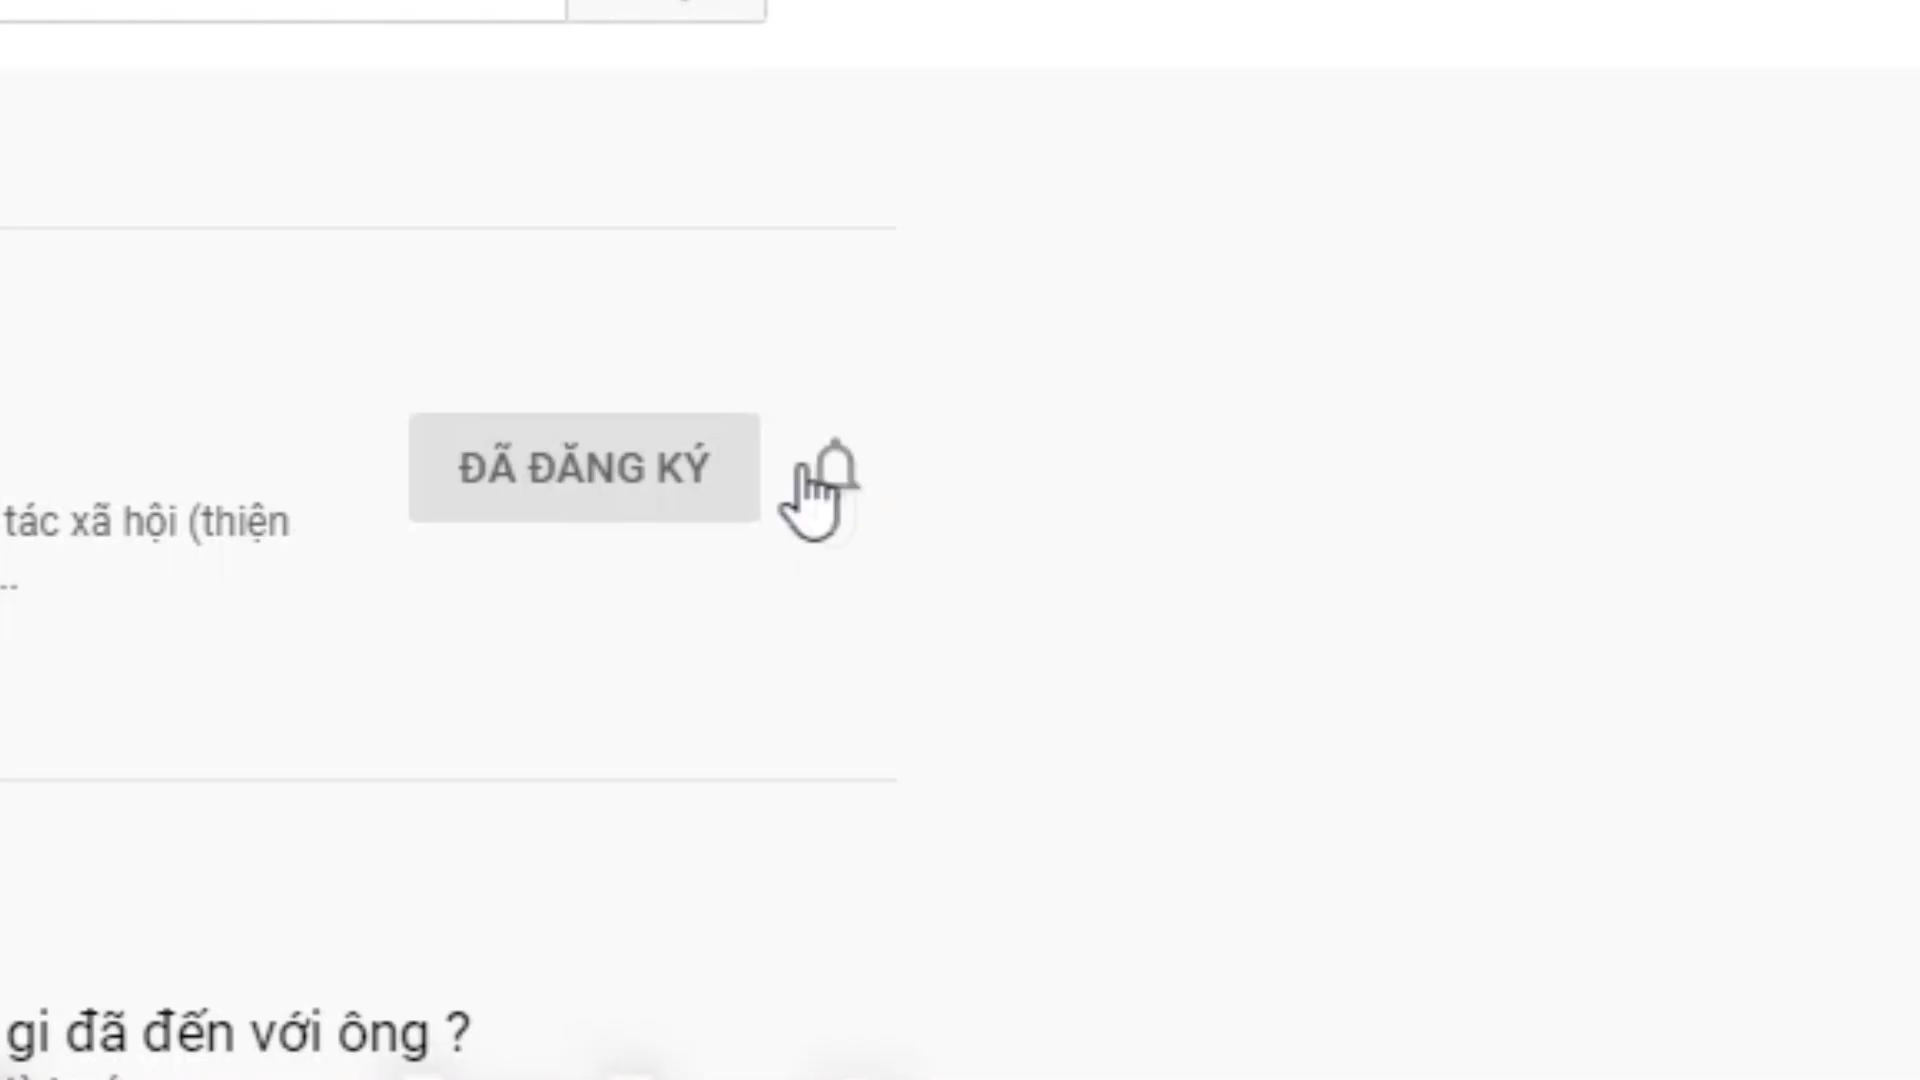 ĐÃ ĐĂNG KÝ
tác xã hội (thiện
...
gi đã đến với ông ?